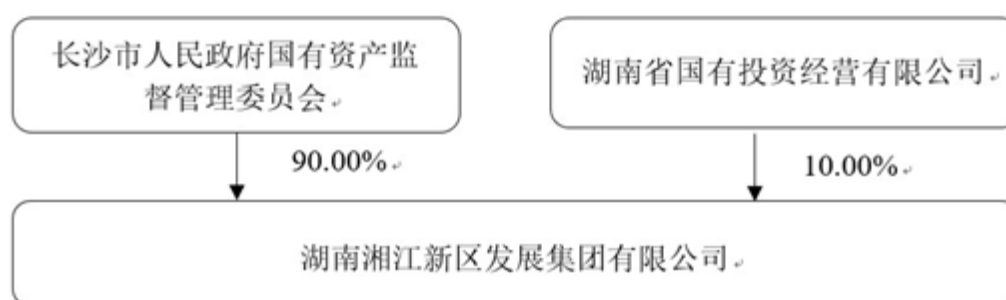 长沙市人民政府国有资产监
督管理委员会
湖南省国有投资经营有限公司
90.00%
10.00%
湖南湘江新区发展集团有限公司